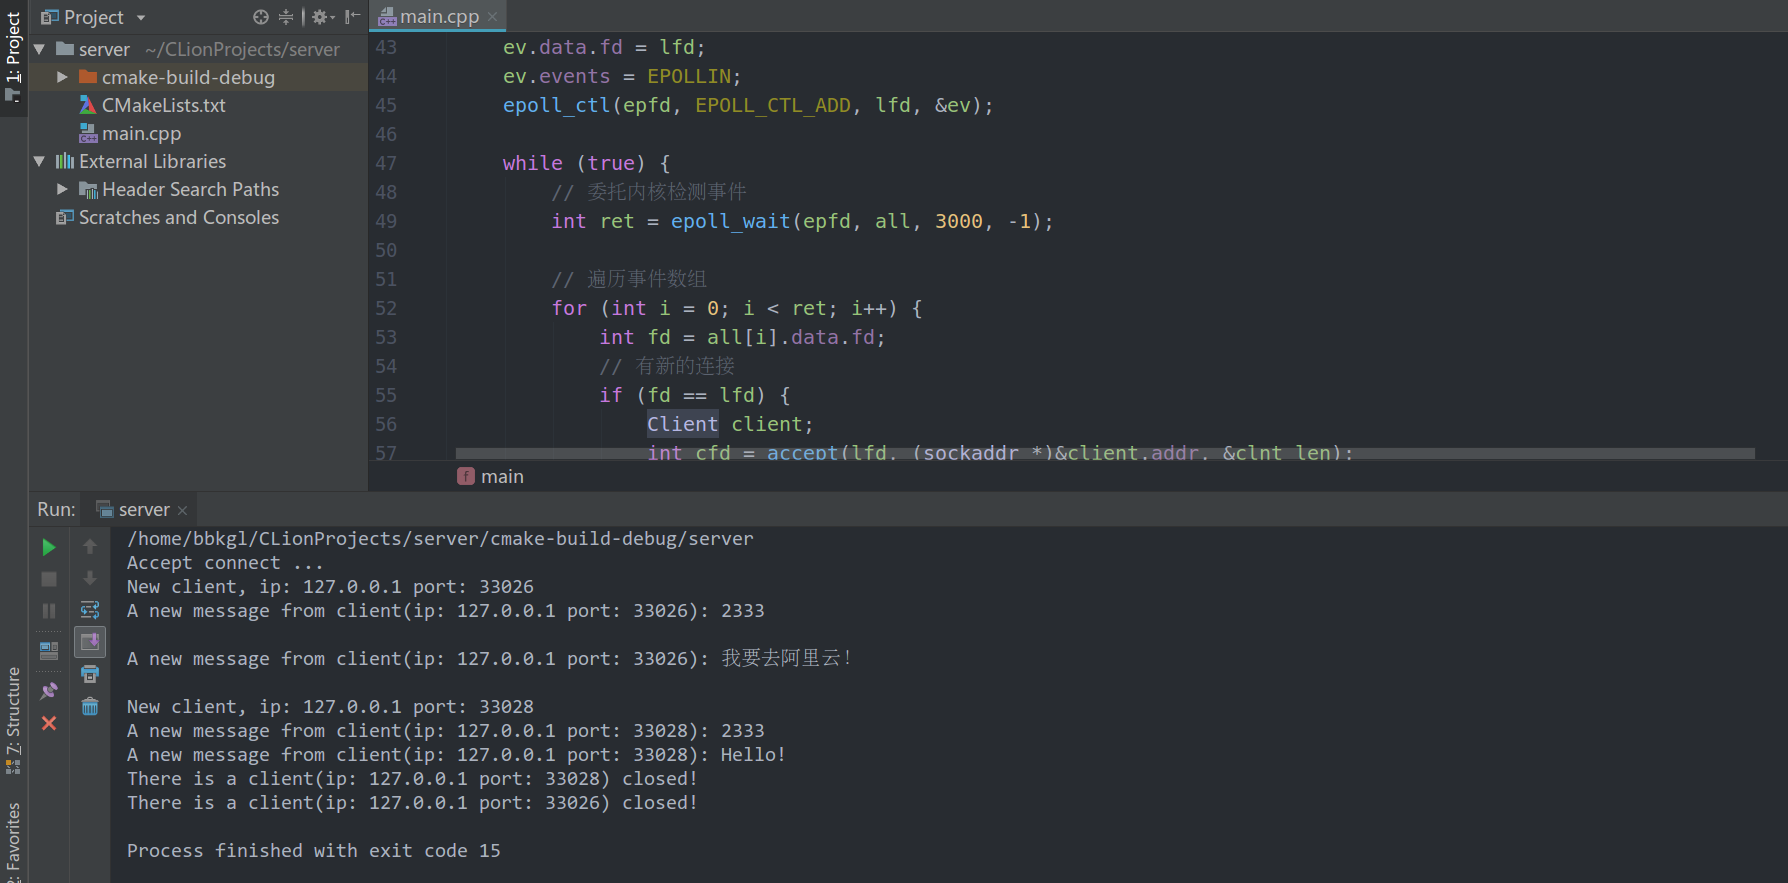 1: Project
Project
server ~/CLionProjects/server
cmake-build-debug
CMakeLists.txt
main.cpp
External Libraries
Header Search Paths
Scratches and Consoles
main.cpp
43 ev.data.fd = lfd;
44 ev.events = EPOLLIN;
45 epoll_ctl(epfd, EPOLL_CTL_ADD, lfd, &ev);
46
47 while (true) {
48 // 委托内核检测事件
49 int ret = epoll_wait(epfd, all, 3000, -1);
50
51 // 遍历事件数组
52 for (int i = 0; i < ret; i++) {
53 int fd = all[i].data.fd;
54 // 有新的连接
55 if (fd == lfd) {
56 Client client;
57 int cfd = accept(lfd, (sockaddr *)&client.addr, &clnt_len);
f main
Run: server
/home/bbkgl/CLionProjects/server/cmake-build-debug/server
Accept connect ...
New client, ip: 127.0.0.1 port: 33026
A new message from client(ip: 127.0.0.1 port: 33026): 2333
A new message from client(ip: 127.0.0.1 port: 33026): 我要去阿里云!
New client, ip: 127.0.0.1 port: 33028
A new message from client(ip: 127.0.0.1 port: 33028): 2333
A new message from client(ip: 127.0.0.1 port: 33028): Hello!
There is a client(ip: 127.0.0.1 port: 33028) closed!
There is a client(ip: 127.0.0.1 port: 33026) closed!
Process finished with exit code 15
7: Structure
2: Favorites